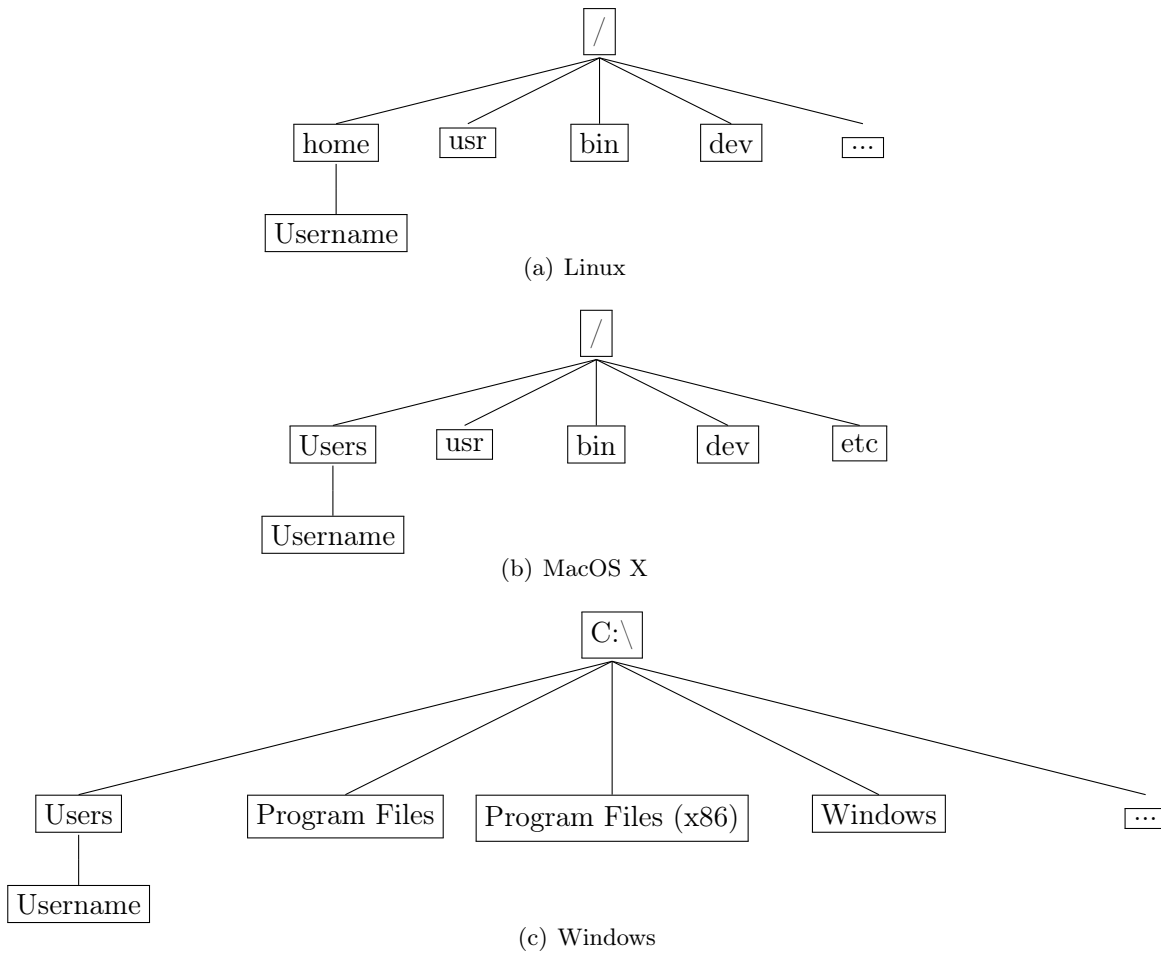 /
home usr bin dev ...
Username
(a) Linux
/
Users usr bin dev etc
Username
(b) MacOS X
C:\
Users Program Files Program Files (x86) Windows ...
Username
(c) Windows